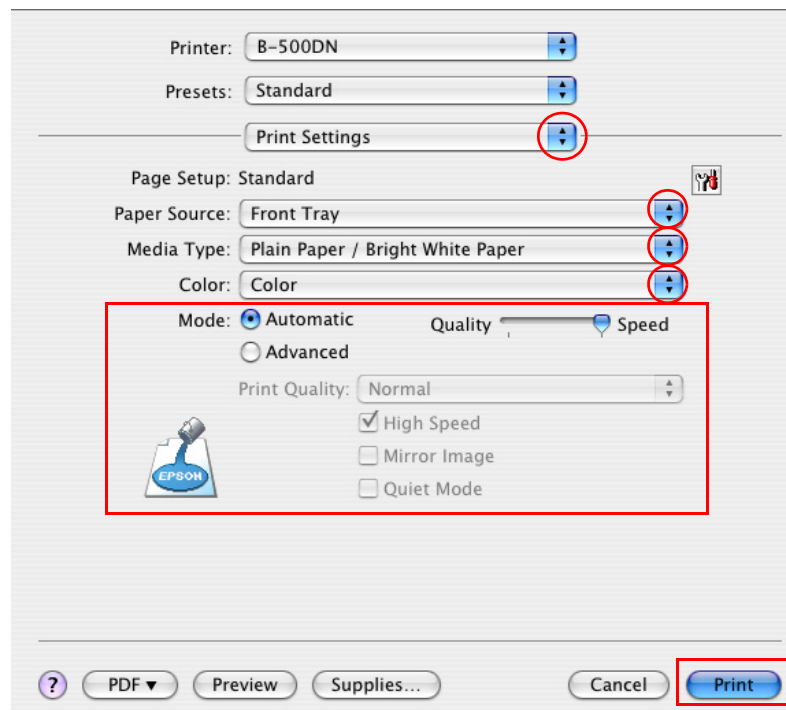 Printer: B-500DN
Presets: Standard
Print Settings
Page Setup: Standard
Paper Source: Front Tray
Media Type: Plain Paper / Bright White Paper
Color: Color
Mode: Automatic Quality Speed
Advanced
Print Quality: Normal
High Speed
Mirror Image
EPSON
Quiet Mode
? PDF Preview Supplies... Cancel Print